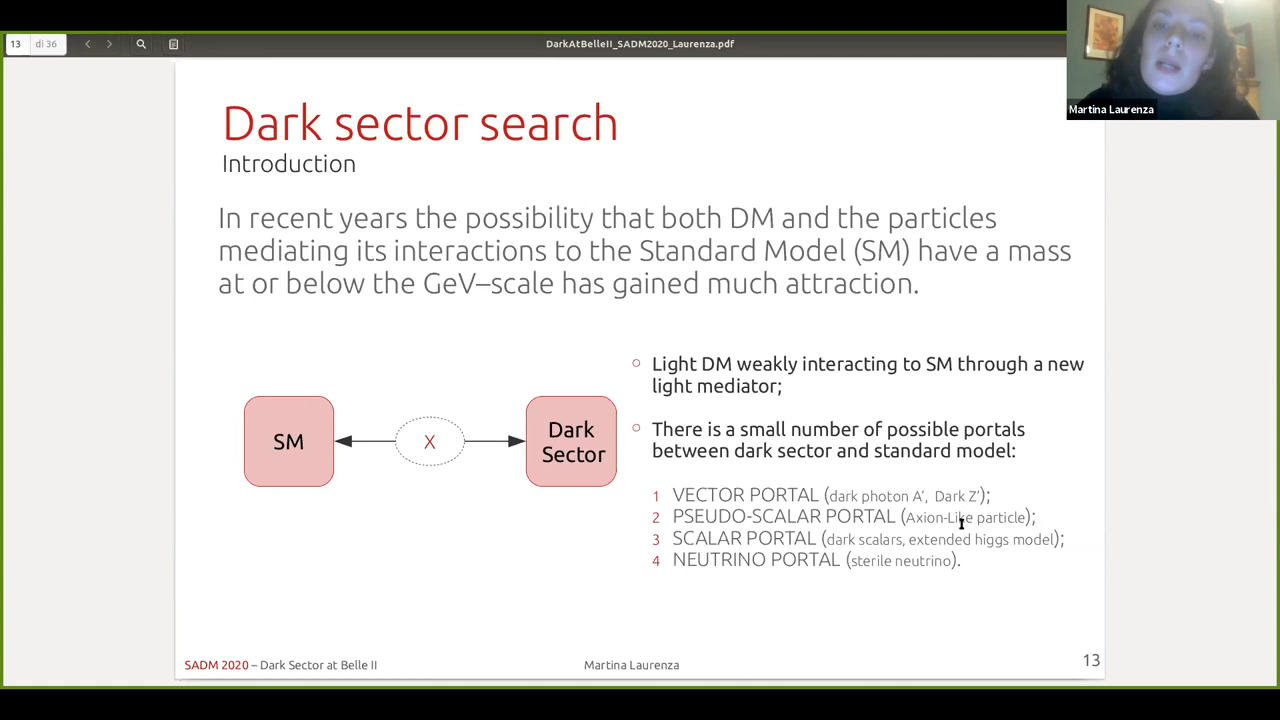 13 di 36
DarkAtBelleII_SADM2020_Laurenza.pdf
Martina Laurenza
Dark sector search
Introduction
In recent years the possibility that both DM and the particles
mediating its interactions to the Standard Model (SM) have a mass
at or below the GeV–scale has gained much attraction.
SM
X
Dark
Sector
Light DM weakly interacting to SM through a new
light mediator;
There is a small number of possible portals
between dark sector and standard model:
1 VECTOR PORTAL (dark photon A’, Dark Z’);
2 PSEUDO-SCALAR PORTAL (Axion-Like particle);
3 SCALAR PORTAL (dark scalars, extended higgs model);
4 NEUTRINO PORTAL (sterile neutrino).
SADM 2020 – Dark Sector at Belle II
Martina Laurenza
13